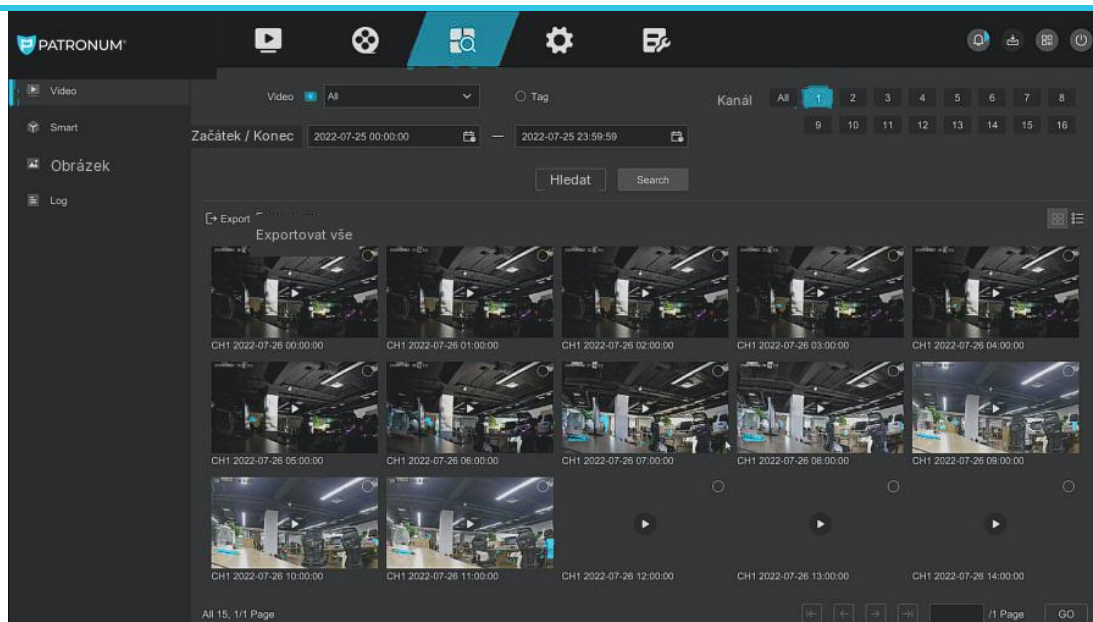 PATRONUM®
Video
Smart
Obrázek
Log
Video All Tag
Kanál All 1 2 3 4 5 6 7 8
9 10 11 12 13 14 15 16
Začátek / Konec 2022-07-25 00:00:00 — 2022-07-25 23:59:59
Hledat Search
Export
Exportovat vše
CH1 2022-07-26 00:00:00 CH1 2022-07-26 01:00:00 CH1 2022-07-26 02:00:00 CH1 2022-07-26 03:00:00 CH1 2022-07-26 04:00:00
CH1 2022-07-26 05:00:00 CH1 2022-07-26 06:00:00 CH1 2022-07-26 07:00:00 CH1 2022-07-26 08:00:00 CH1 2022-07-26 09:00:00
CH1 2022-07-26 10:00:00 CH1 2022-07-26 11:00:00 CH1 2022-07-26 12:00:00 CH1 2022-07-26 13:00:00 CH1 2022-07-26 14:00:00
All 15, 1/1 Page /1 Page GO